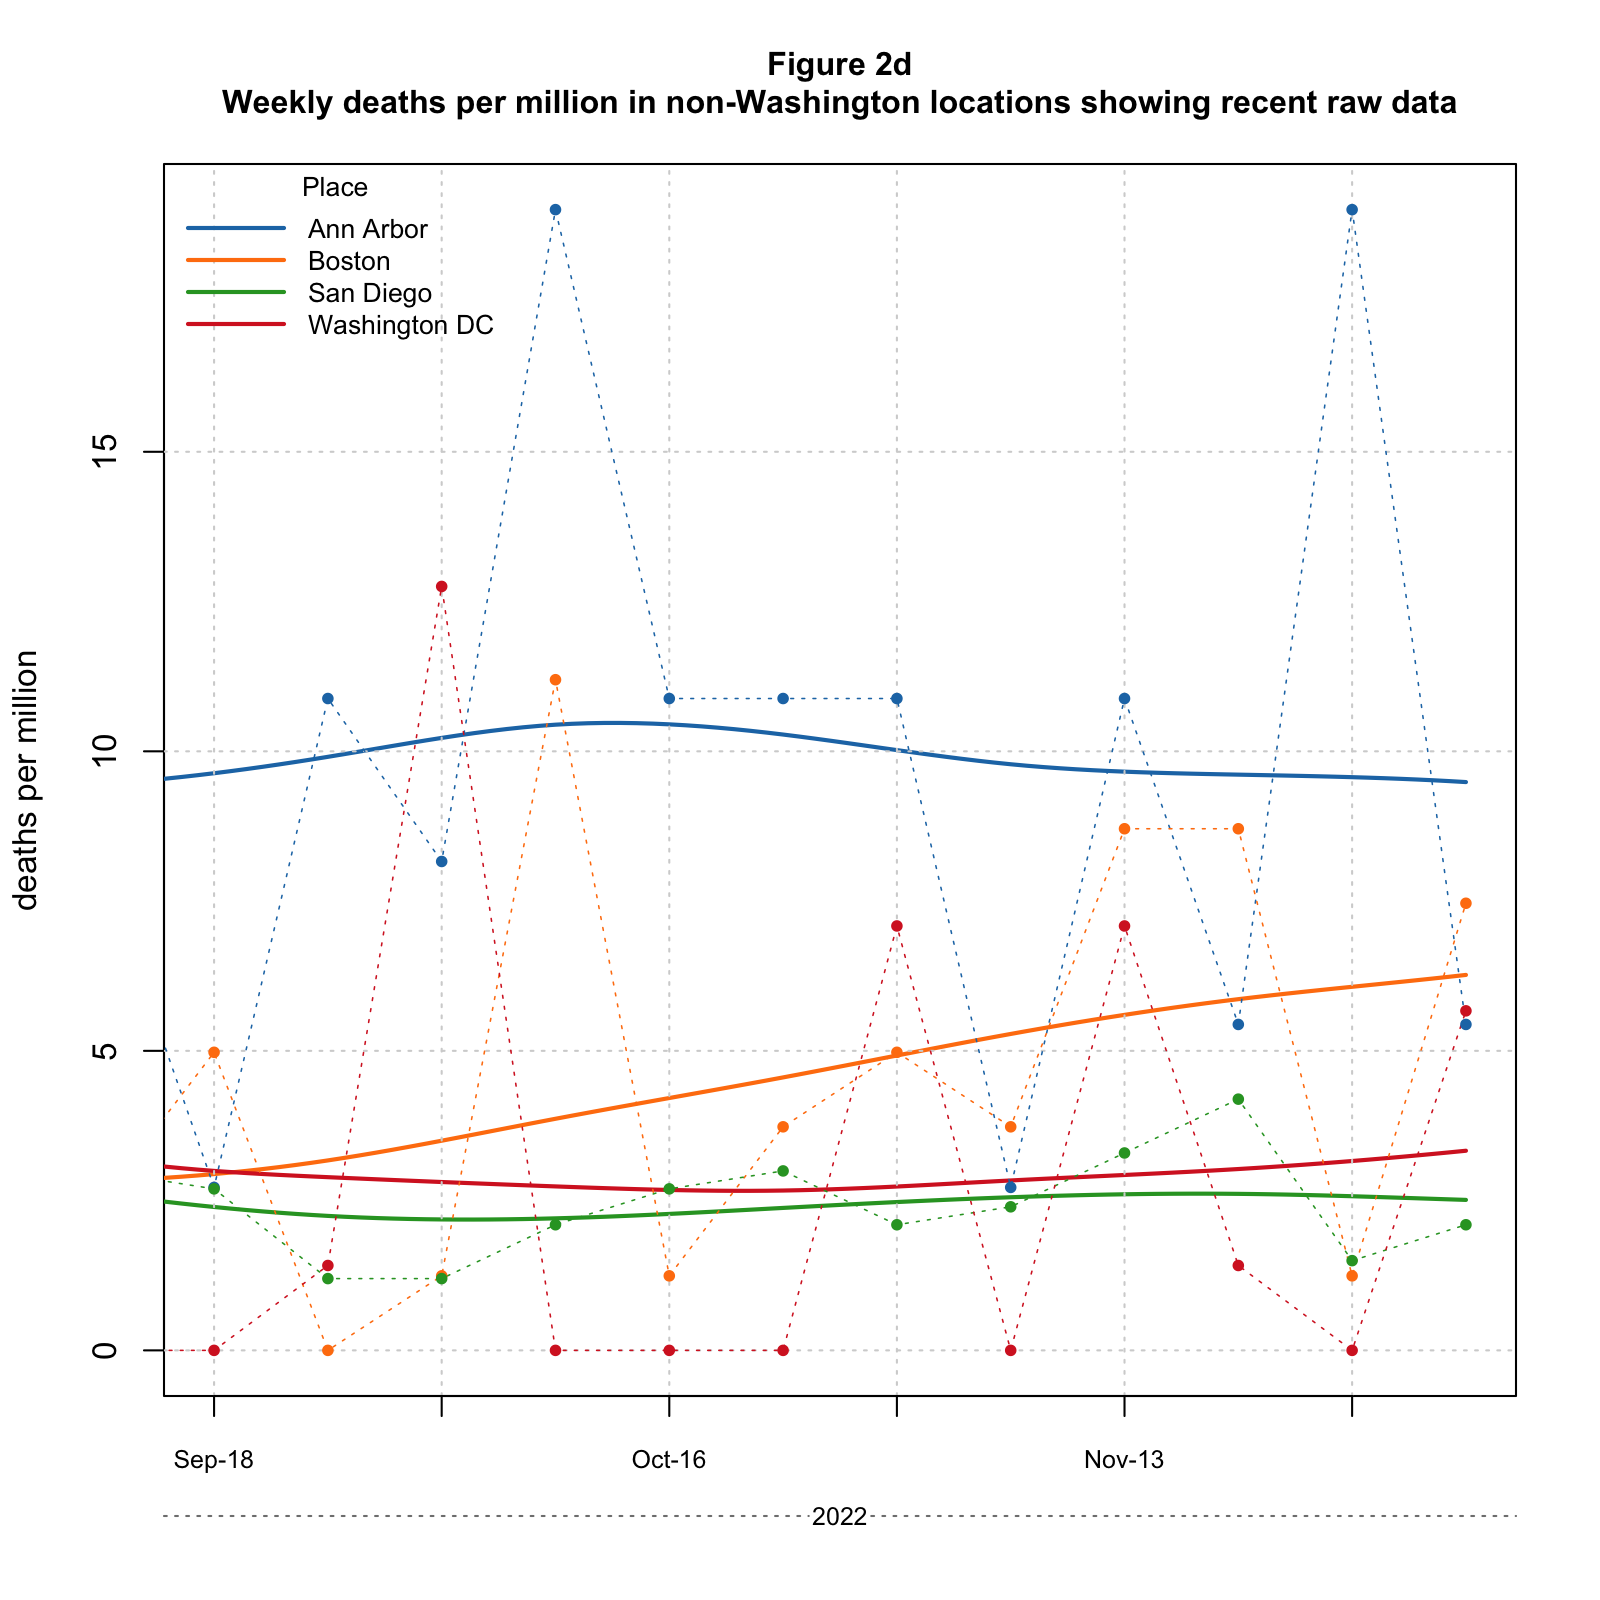 Figure 2d
Weekly deaths per million in non-Washington locations showing recent raw data
Place
Ann Arbor
Boston
San Diego
Washington DC
deaths per million
15
10
5
0
Sep-18
Oct-16
Nov-13
2022